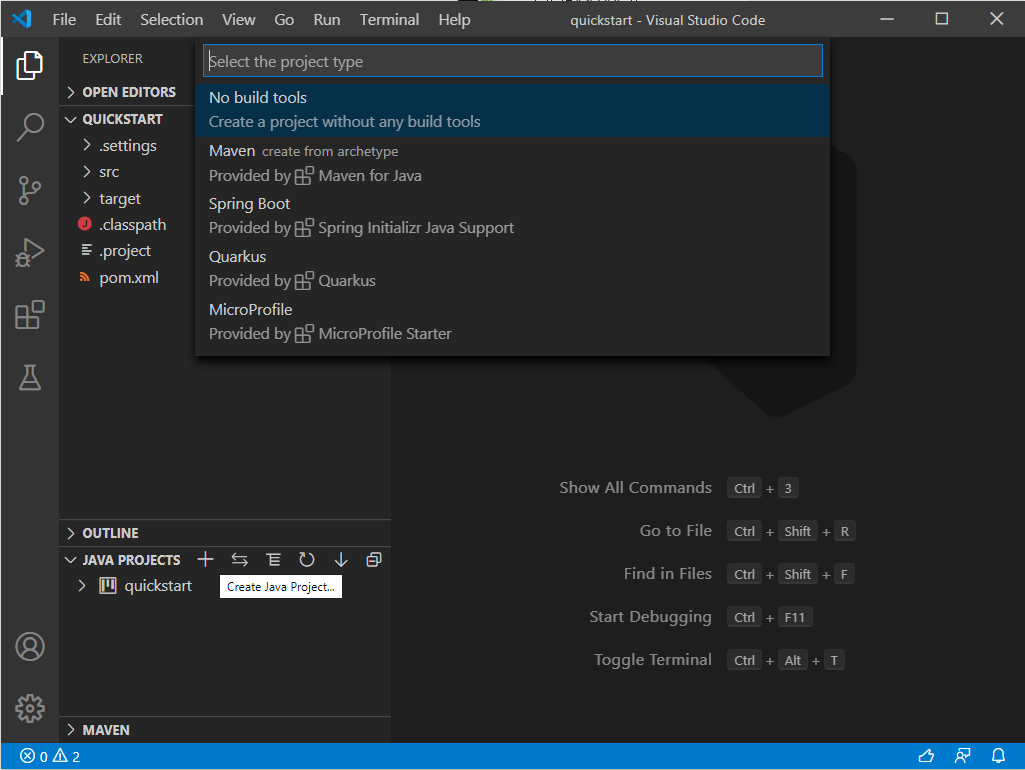 File Edit Selection View Go Run Terminal Help quickstart - Visual Studio Code
EXPLORER
OPEN EDITORS
QUICKSTART
.settings
src
target
.classpath
.project
pom.xml
Select the project type
No build tools
Create a project without any build tools
Maven create from archetype
Provided by Maven for Java
Spring Boot
Provided by Spring Initializr Java Support
Quarkus
Provided by Quarkus
MicroProfile
Provided by MicroProfile Starter
Show All Commands Ctrl + 3
Go to File Ctrl + Shift + R
Find in Files Ctrl + Shift + F
Start Debugging Ctrl + F11
Toggle Terminal Ctrl + Alt + T
OUTLINE
JAVA PROJECTS
quickstart
Create Java Project...
MAVEN
0 2